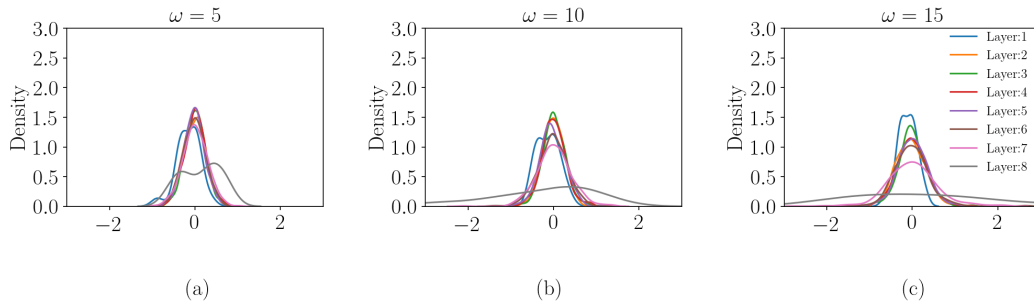 ω = 5
3.0
2.5
2.0
1.5
1.0
0.5
0.0
Density
−2 0 2
(a)
ω = 10
3.0
2.5
2.0
1.5
1.0
0.5
0.0
Density
−2 0 2
(b)
ω = 15
3.0
2.5
2.0
1.5
1.0
0.5
0.0
Density
−2 0 2
Layer:1
Layer:2
Layer:3
Layer:4
Layer:5
Layer:6
Layer:7
Layer:8
(c)